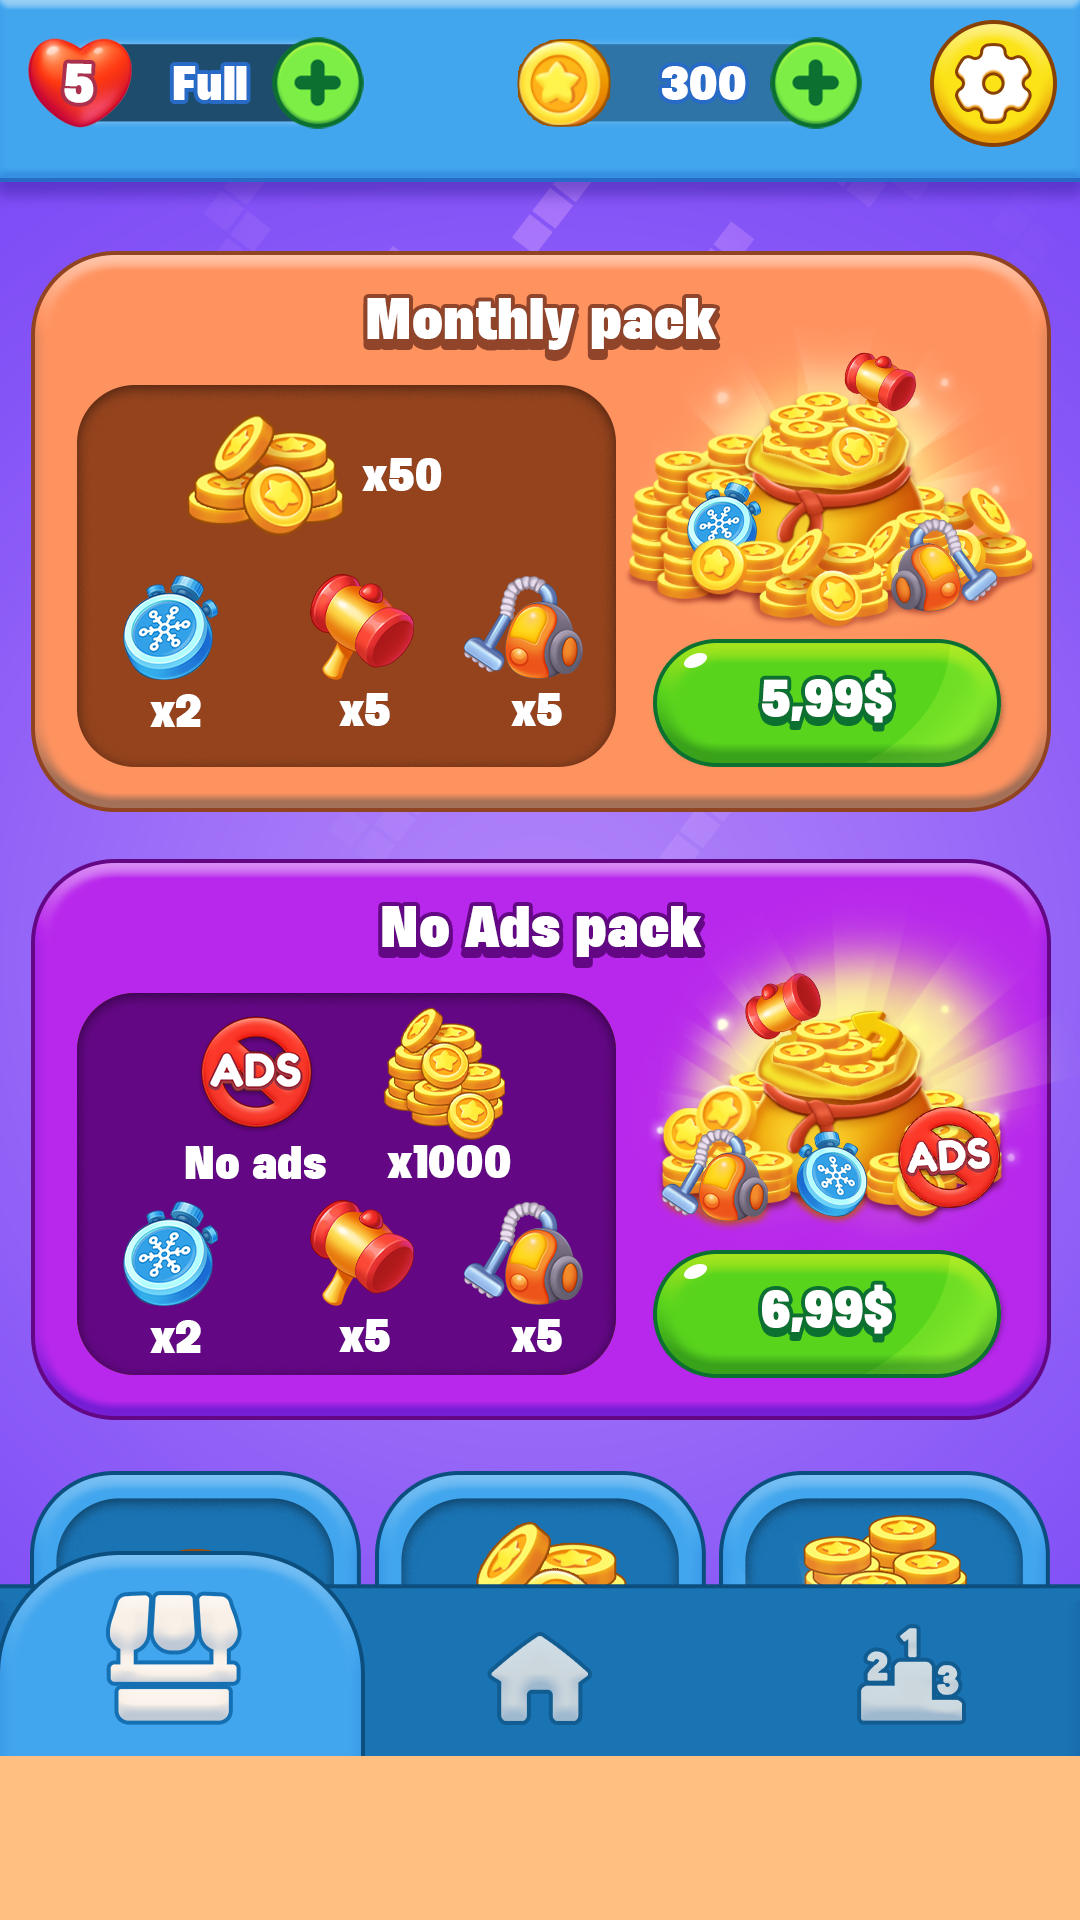 5 Full 300
Monthly pack
x50
x2 x5 x5
5,99$
No Ads pack
ADS
No ads x1000
ADS
x2 x5 x5
6,99$
1
2
3